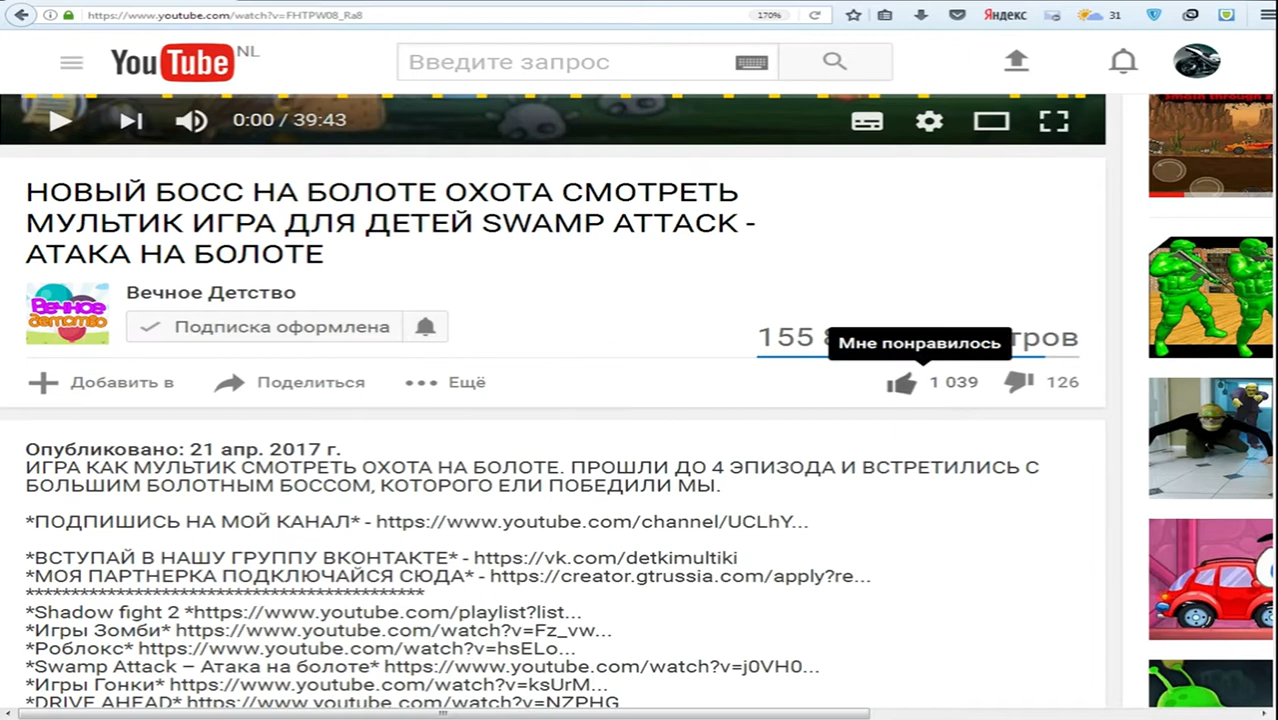 https://www.youtube.com/watch?v=FHTPW08_Ra8
170%
Яндекс
31
YouTube NL
Введите запрос
0:00 / 39:43
НОВЫЙ БОСС НА БОЛОТЕ ОХОТА СМОТРЕТЬ
МУЛЬТИК ИГРА ДЛЯ ДЕТЕЙ SWAMP ATTACK -
АТАКА НА БОЛОТЕ
Вечное Детство
Вечное
Детство
Подписка оформлена
155
Мне понравилось
Добавить в
Поделиться
Ещё
1 039
126
Опубликовано: 21 апр. 2017 г.
ИГРА КАК МУЛЬТИК СМОТРЕТЬ ОХОТА НА БОЛОТЕ. ПРОШЛИ ДО 4 ЭПИЗОДА И ВСТРЕТИЛИСЬ С
БОЛЬШИМ БОЛОТНЫМ БОССОМ, КОТОРОГО ЕЛИ ПОБЕДИЛИ МЫ.
*ПОДПИШИСЬ НА МОЙ КАНАЛ* - https://www.youtube.com/channel/UCLhY...
*ВСТУПАЙ В НАШУ ГРУППУ ВКОНТАКТЕ* - https://vk.com/detkimultiki
*МОЯ ПАРТНЕРКА ПОДКЛЮЧАЙСЯ СЮДА* - https://creator.gtrussia.com/apply?re...
********************************************
*Shadow fight 2 *https://www.youtube.com/playlist?list...
*Игры Зомби* https://www.youtube.com/watch?v=Fz_vw...
*Роблокс* https://www.youtube.com/watch?v=hsELo...
*Swamp Attack – Атака на болоте* https://www.youtube.com/watch?v=j0VH0...
*Игры Гонки* https://www.youtube.com/watch?v=ksUrM...
*DRIVE AHEAD* https://www.youtube.com/watch?v=NZPHG